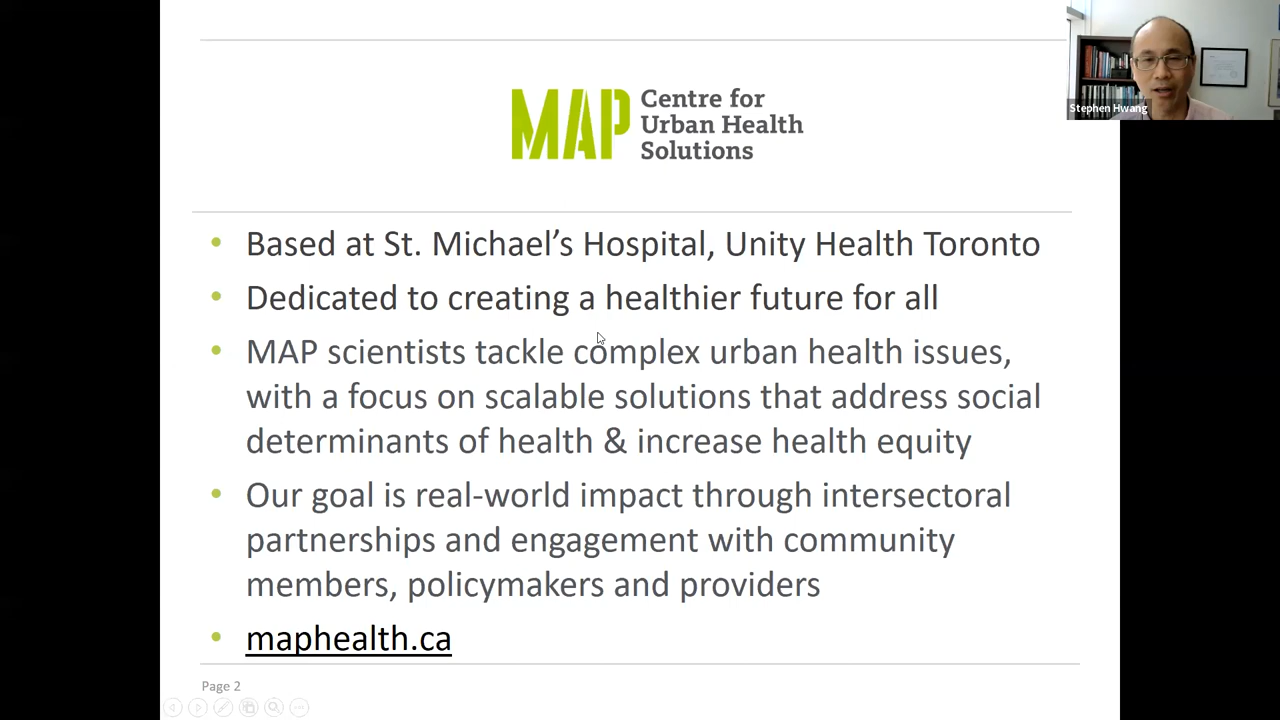 MAP Centre for
Urban Health
Solutions
Stephen Hwang
• Based at St. Michael’s Hospital, Unity Health Toronto
• Dedicated to creating a healthier future for all
• MAP scientists tackle complex urban health issues,
with a focus on scalable solutions that address social
determinants of health & increase health equity
• Our goal is real-world impact through intersectoral
partnerships and engagement with community
members, policymakers and providers
• maphealth.ca
Page 2